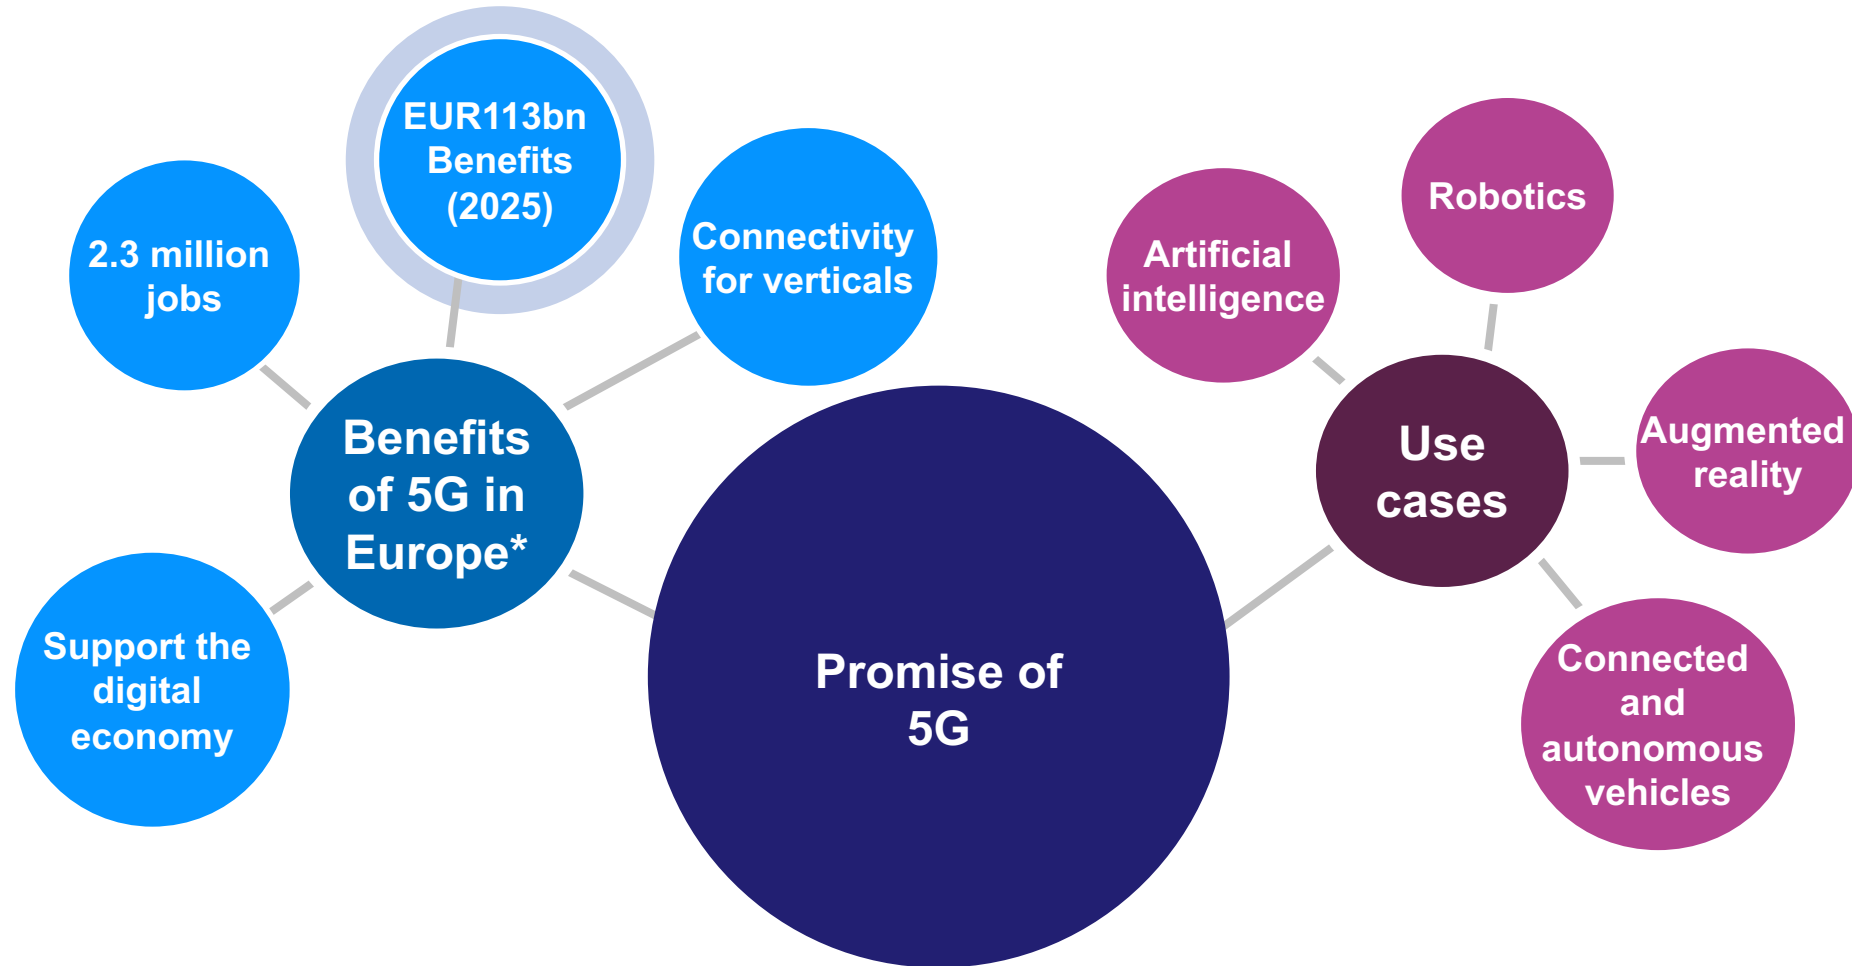 EUR113bn
Benefits
(2025)
2.3 million
jobs
Connectivity
for verticals
Benefits
of 5G in
Europe*
Support the
digital
economy
Promise of
5G
Artificial
intelligence
Robotics
Use
cases
Augmented
reality
Connected
and
autonomous
vehicles